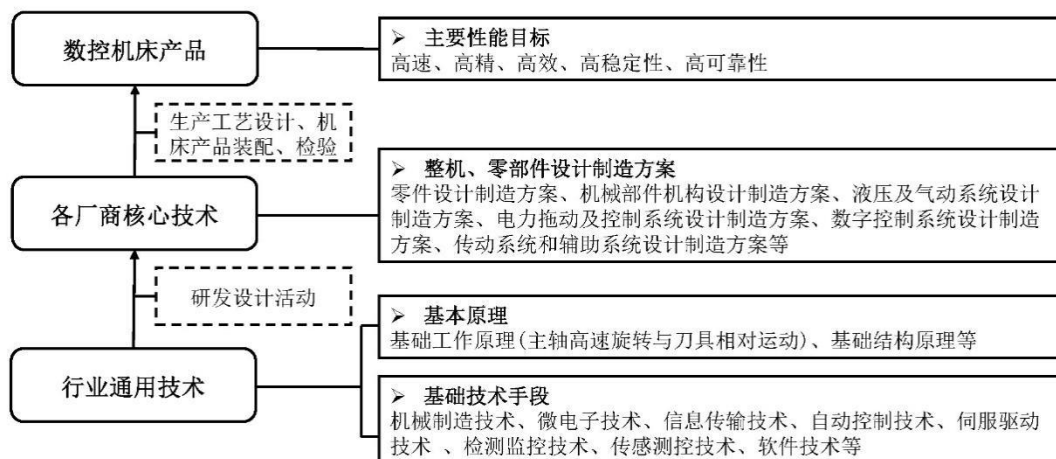 数控机床产品
➢ 主要性能目标
高速、高精、高效、高稳定性、高可靠性
生产工艺设计、机
床产品装配、检验
各厂商核心技术
➢ 整机、零部件设计制造方案
零件设计制造方案、机械部件机构设计制造方案、液压及气动系统设计
制造方案、电力拖动及控制系统设计制造方案、数字控制系统设计制造
方案、传动系统和辅助系统设计制造方案等
研发设计活动
行业通用技术
➢ 基本原理
基础工作原理(主轴高速旋转与刀具相对运动)、基础结构原理等
➢ 基础技术手段
机械制造技术、微电子技术、信息传输技术、自动控制技术、伺服驱动
技术 、检测监控技术、传感测控技术、软件技术等